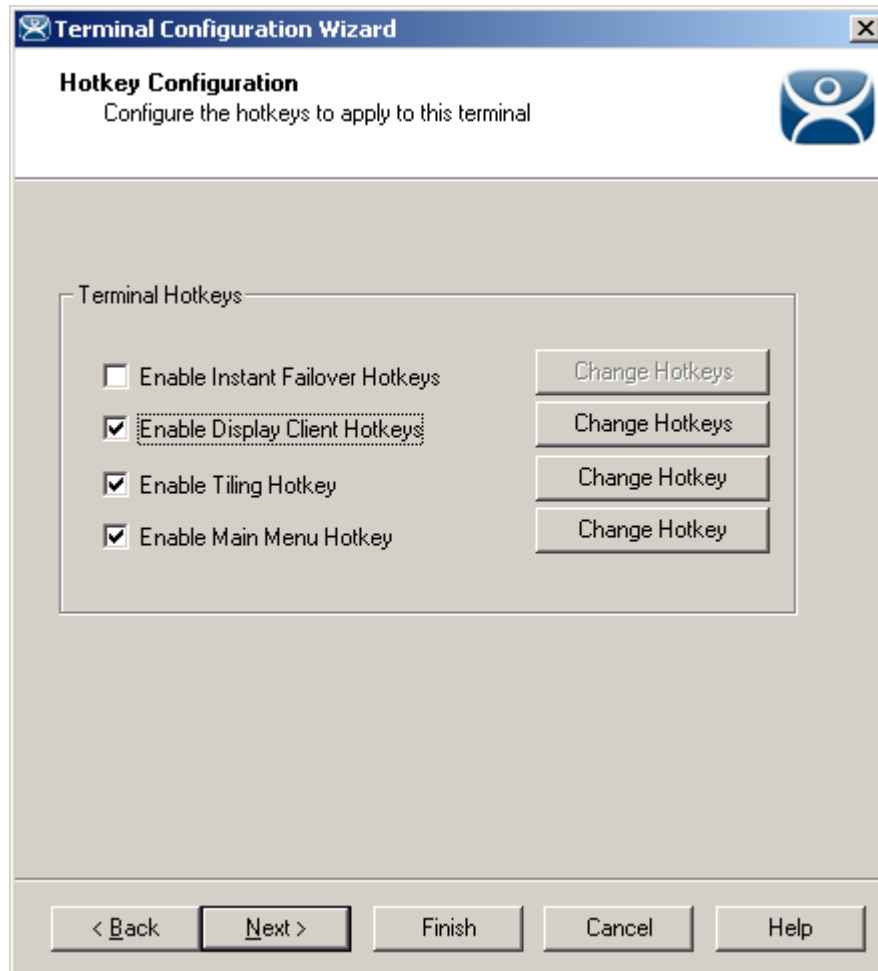 Terminal Configuration Wizard
Hotkey Configuration
Configure the hotkeys to apply to this terminal
Terminal Hotkeys
Enable Instant Failover Hotkeys
Change Hotkeys
Enable Display Client Hotkeys
Change Hotkeys
Enable Tiling Hotkey
Change Hotkey
Enable Main Menu Hotkey
Change Hotkey
< Back
Next >
Finish
Cancel
Help